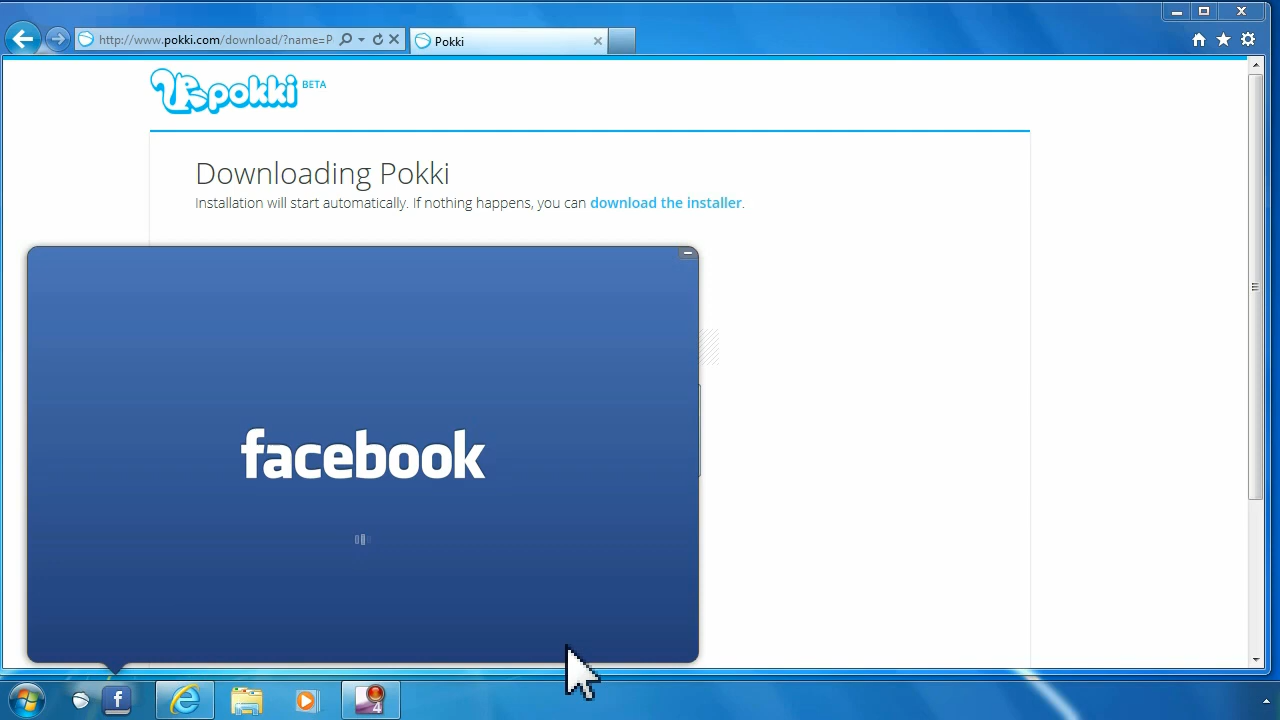 http://www.pokki.com/download/?name=P
Pokki
pokki BETA
Downloading Pokki
Installation will start automatically. If nothing happens, you can download the installer.
facebook
f
4